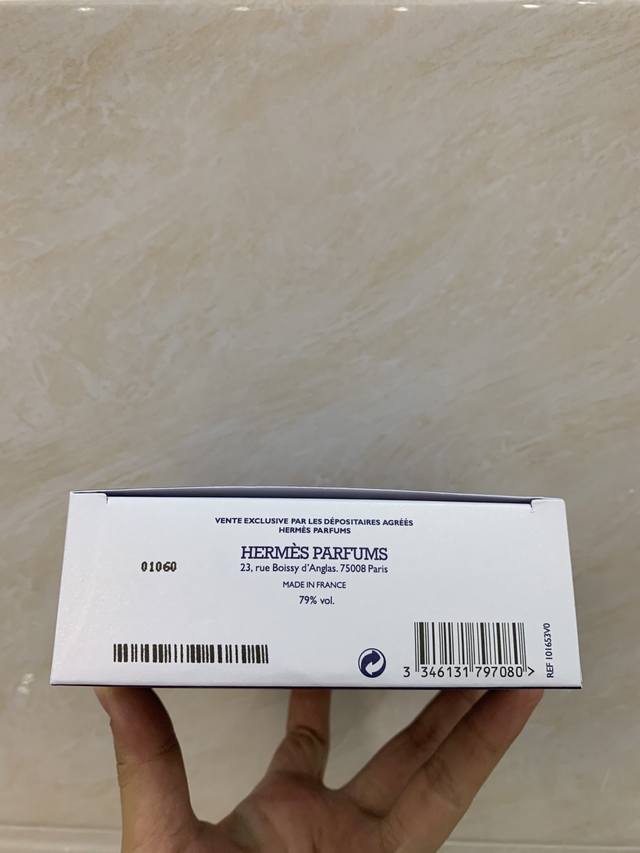 VENTE EXCLUSIVE PAR LES DÉPOSITAIRES AGRÉÉS
HERMÈS PARFUMS
HERMÈS PARFUMS
23, rue Boissy d'Anglas. 75008 Paris
MADE IN FRANCE
79% vol.
01060
3 346131 797080 >
REF 101653V0